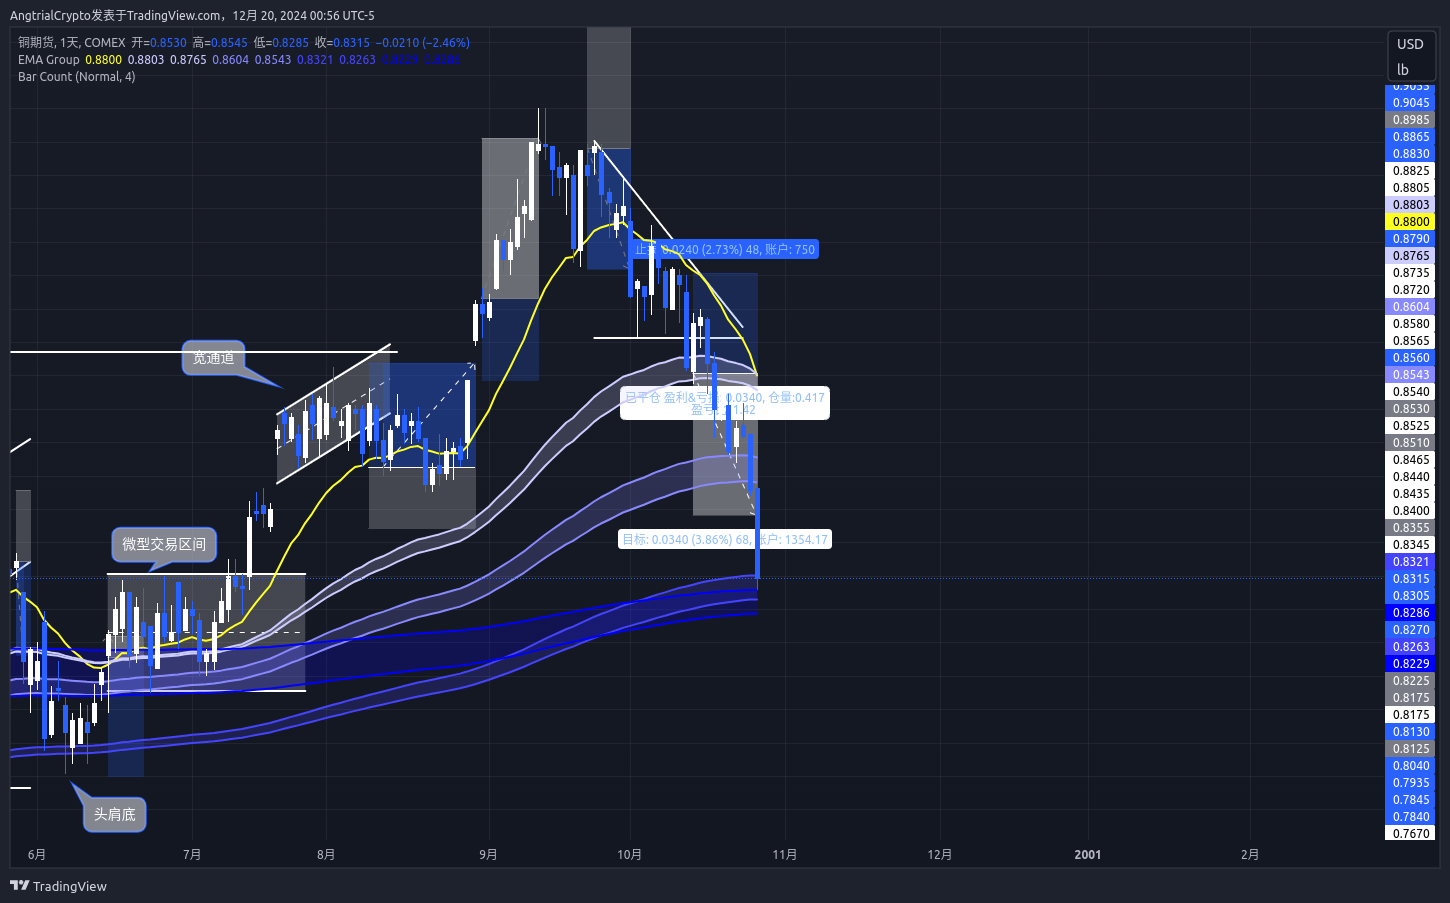 AngtrialCrypto发表于TradingView.com，12月 20, 2024 00:56 UTC-5
铜期货, 1天, COMEX 开=0.8530 高=0.8545 低=0.8285 收=0.8315 −0.0210 (−2.46%)
EMA Group 0.8800 0.8803 0.8765 0.8604 0.8543 0.8321 0.8263
Bar Count (Normal, 4)
USD
lb
0.9045
0.8985
0.8865
0.8830
0.8825
0.8805
0.8803
0.8800
0.8790
0.8765
0.8735
0.8720
0.8604
0.8580
0.8565
0.8560
0.8543
0.8540
0.8530
0.8525
0.8510
0.8465
0.8440
0.8435
0.8400
0.8355
0.8345
0.8321
0.8315
0.8305
0.8286
0.8270
0.8263
0.8229
0.8225
0.8175
0.8175
0.8130
0.8125
0.8040
0.7935
0.7845
0.7840
0.7670
0.0240 (2.73%) 48, 账户: 750
宽通道
已平仓 盈利&亏损: 0.0340, 仓量:0.417
1.42
目标: 0.0340 (3.86%) 68, 账户: 1354.17
微型交易区间
头肩底
6月
7月
8月
9月
10月
11月
12月
2001
2月
TradingView